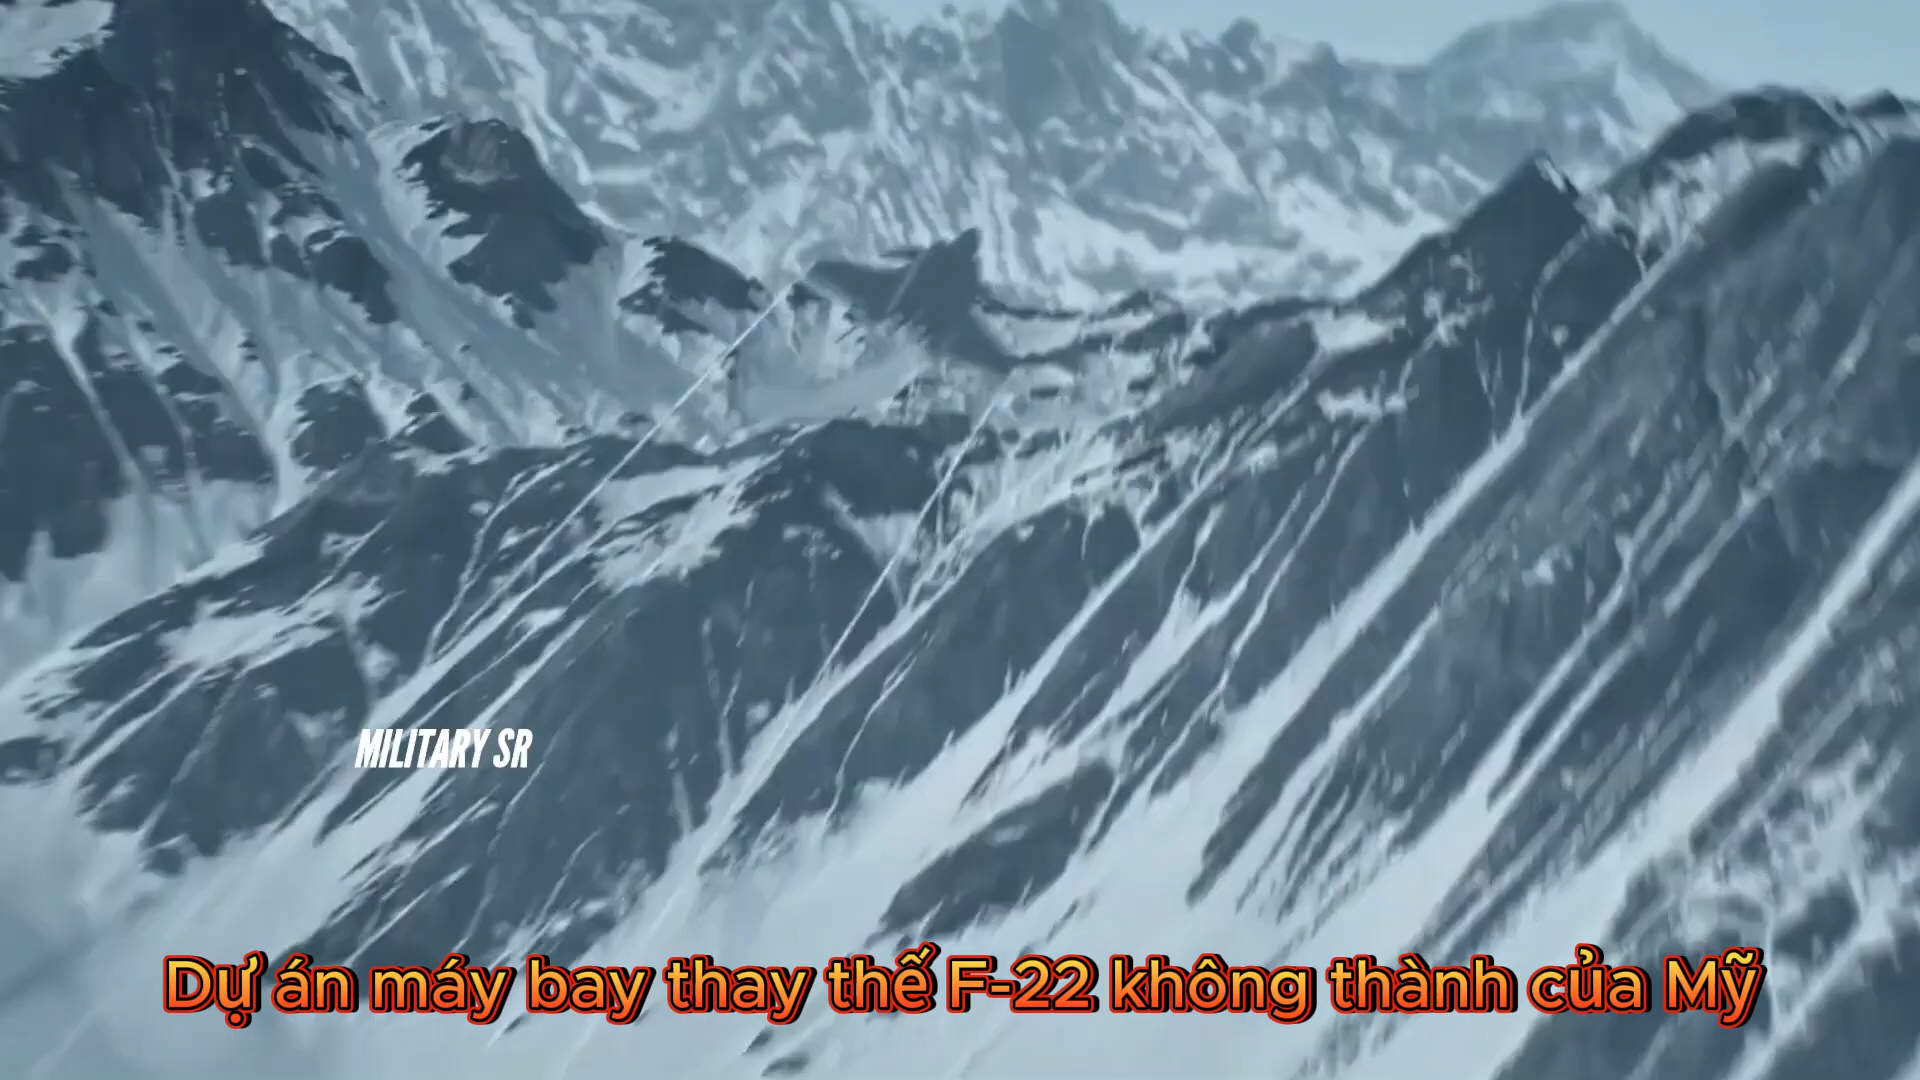 MILITARY SR
Dự án máy bay thay thế F-22 không thành của Mỹ